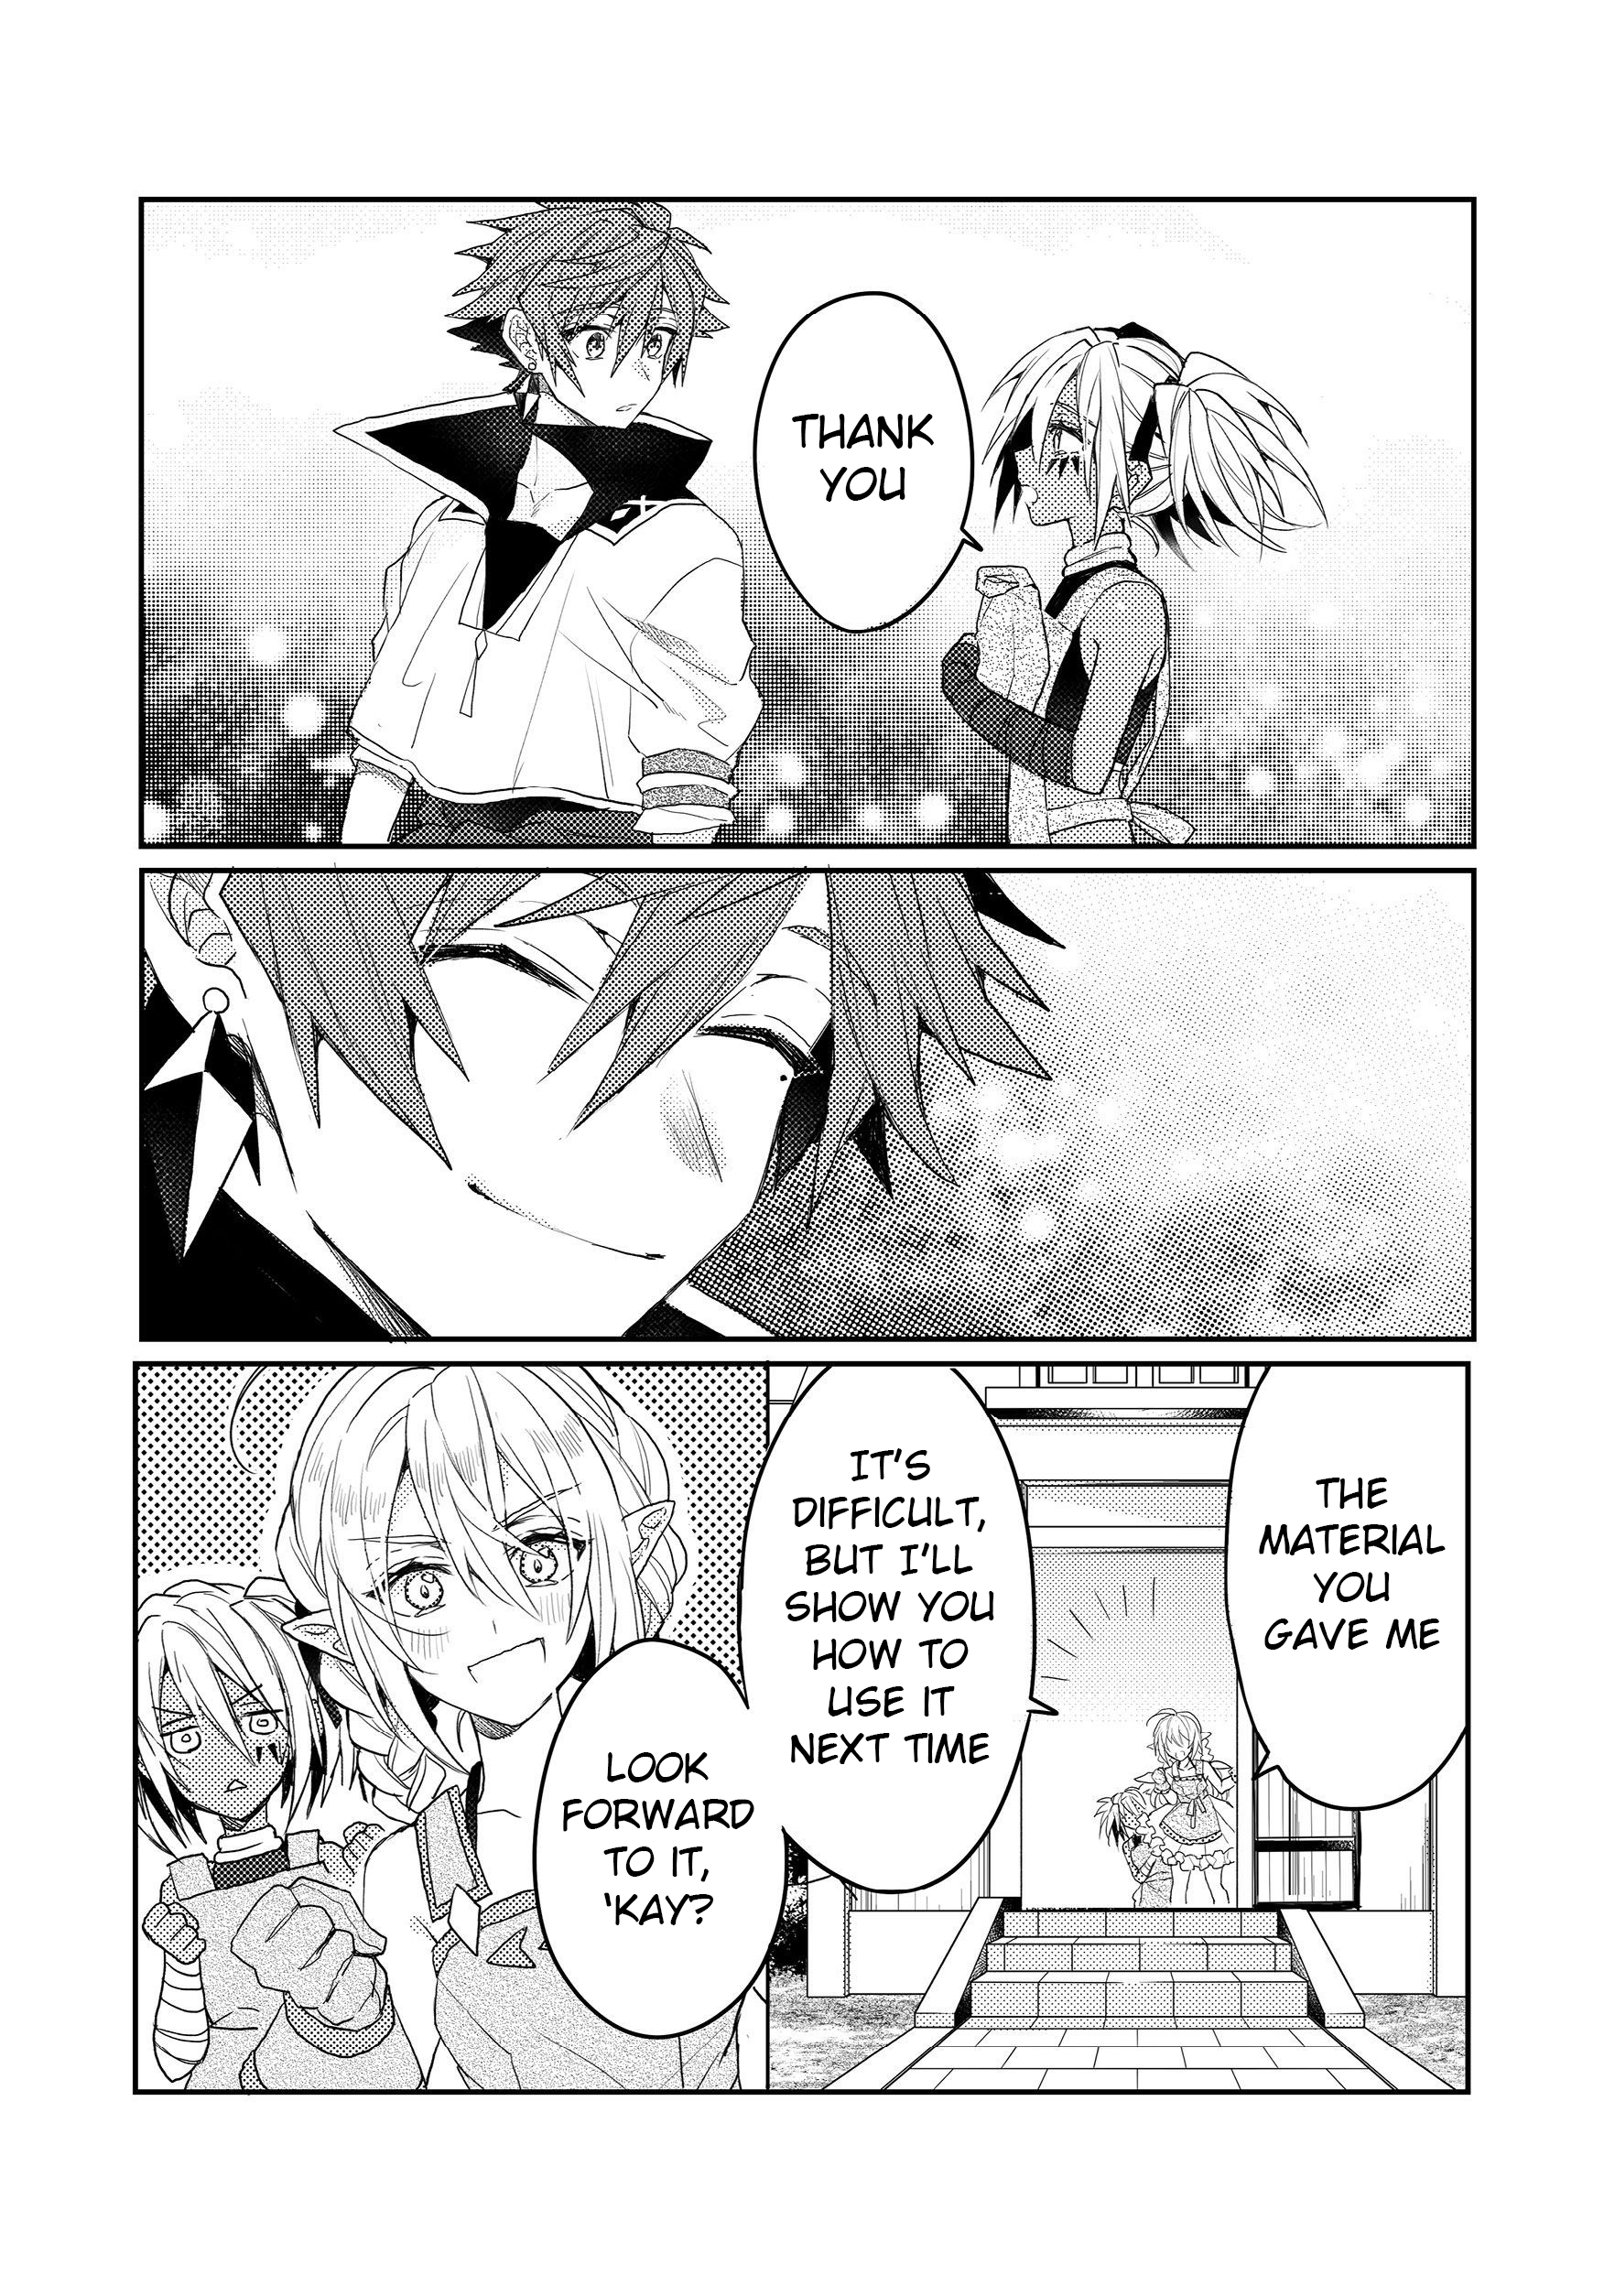 THANK
YOU
THE
MATERIAL
YOU
GAVE ME
IT'S
DIFFICULT,
BUT I'LL
SHOW YOU
HOW TO
USE IT
NEXT TIME
LOOK
FORWARD
TO IT,
'KAY?